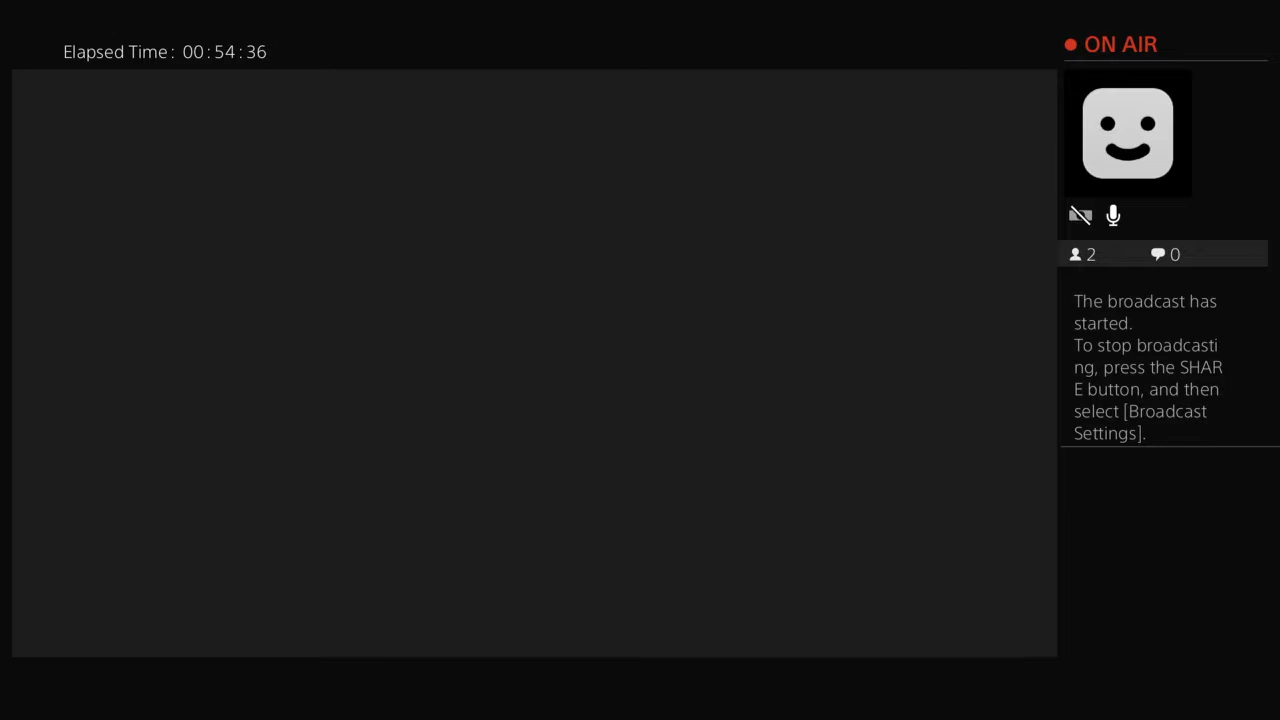 Elapsed Time: 00:54:36
ON AIR
2 0
The broadcast has
started.
To stop broadcasti
ng, press the SHAR
E button, and then
select [Broadcast
Settings].